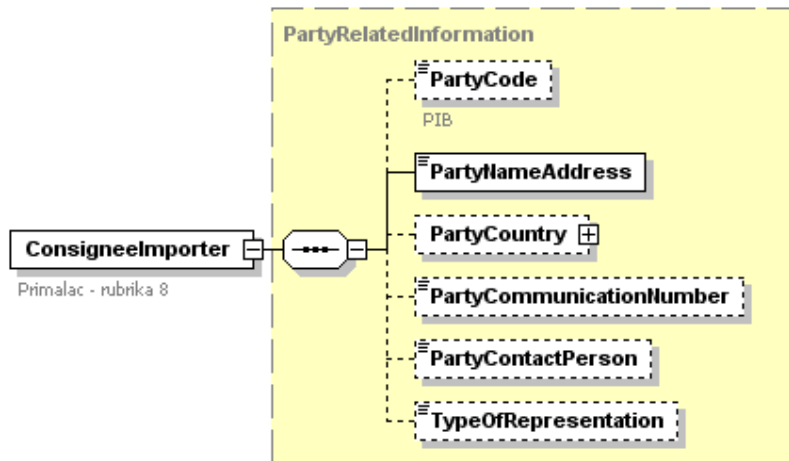 PartyRelatedInformation
PartyCode
PIB
PartyNameAddress
ConsigneeImporter
Primalac - rubrika 8
PartyCountry
PartyCommunicationNumber
PartyContactPerson
TypeOfRepresentation